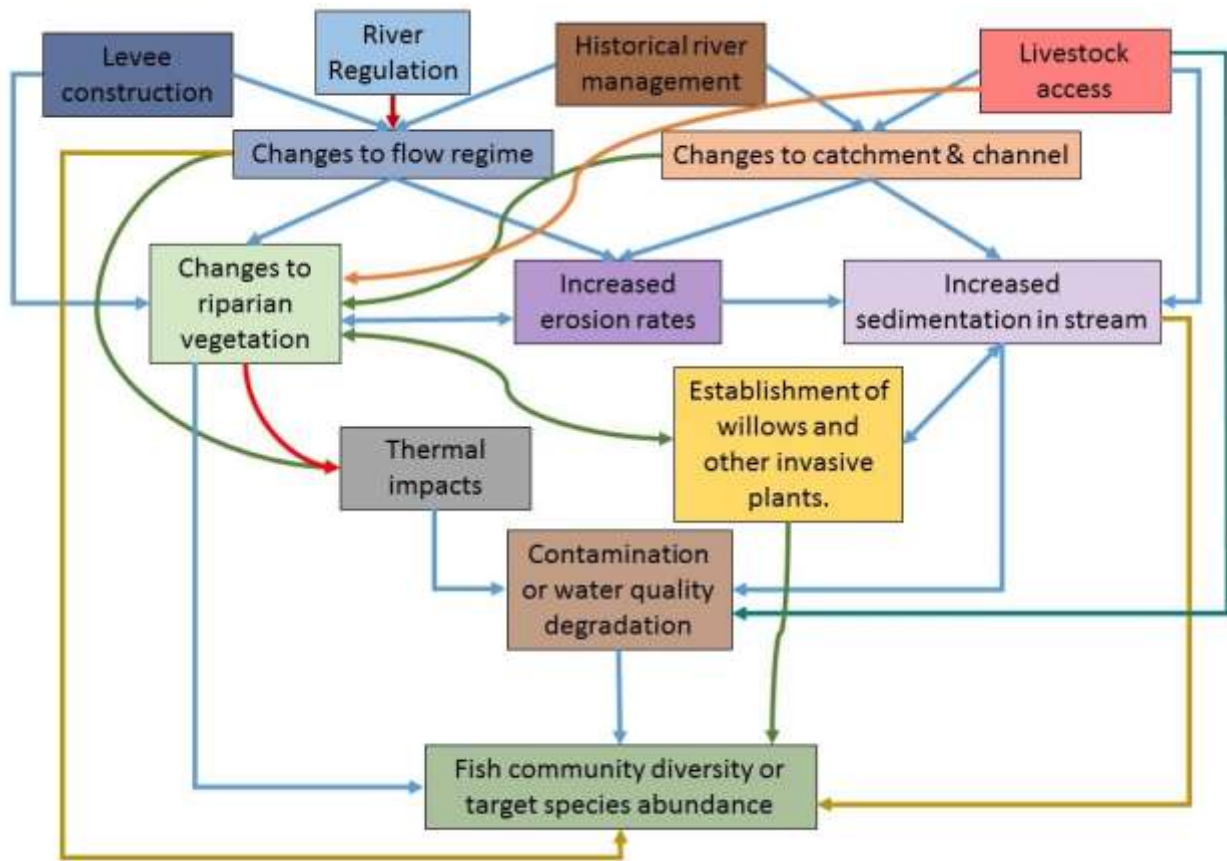 Levee
construction
River
Regulation
Historical river
management
Livestock
access
Changes to flow regime
Changes to catchment & channel
Changes to
riparian
vegetation
Increased
erosion rates
Increased
sedimentation in stream
Establishment of
willows and
other invasive
plants.
Thermal
impacts
Contamination
or water quality
degradation
Fish community diversity or
target species abundance